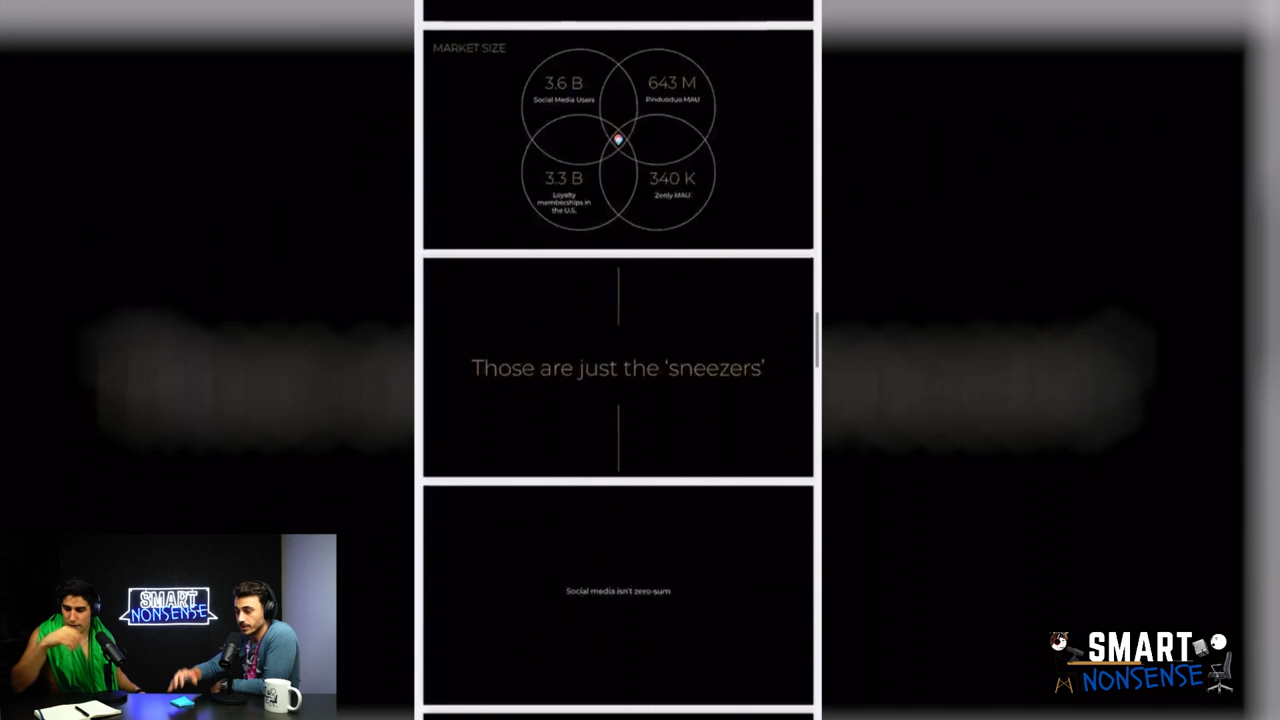 MARKET SIZE
3.6 B
Social Media Users
643 M
Pinduoduo MAU
3.3 B
Loyalty
memberships in
the U.S.
340 K
Zenly MAU
Those are just the ‘sneezers’
Social media isn't zero-sum
SMART
NONSENSE
SMART
NONSENSE